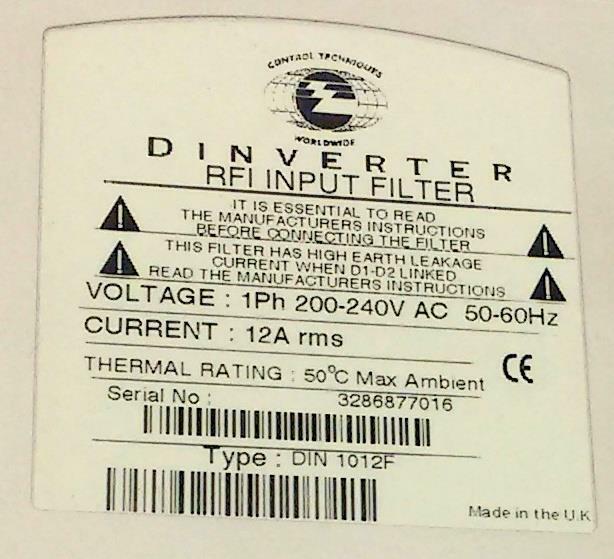 CONTROL TECHNIQUES
WORLDWIDE
DINVERTER
RFI INPUT FILTER
IT IS ESSENTIAL TO READ
THE MANUFACTURERS INSTRUCTIONS
BEFORE CONNECTING THE FILTER
THIS FILTER HAS HIGH EARTH LEAKAGE
CURRENT WHEN D1-D2 LINKED
READ THE MANUFACTURERS INSTRUCTIONS
VOLTAGE : 1Ph 200-240V AC 50-60Hz
CURRENT : 12A rms
THERMAL RATING : 50°C Max Ambient CE
Serial No : 3286877016
Type : DIN 1012F
Made in the U.K